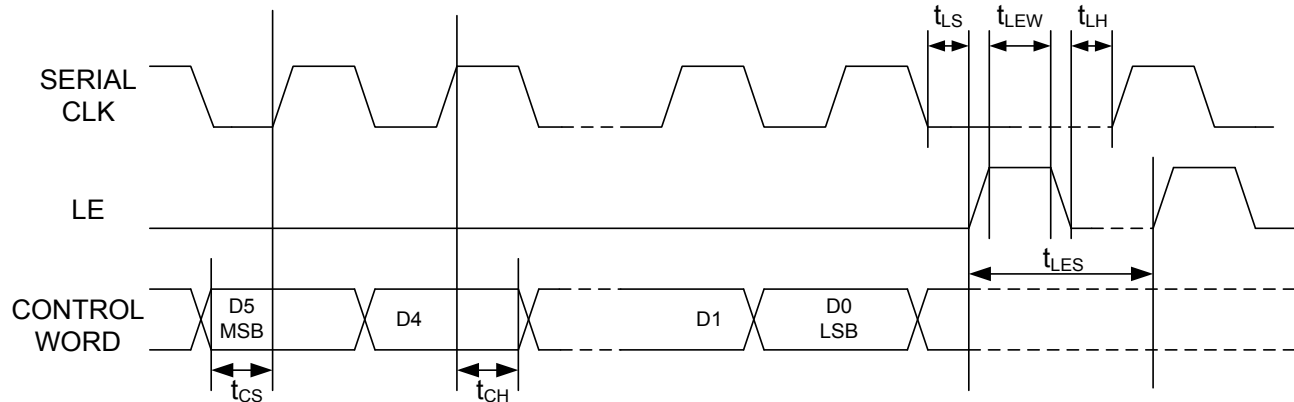 tLS
tLEW
tLH
SERIAL
CLK
LE
tLES
CONTROL
WORD
D5
MSB
D4
D1
D0
LSB
tCS
tCH